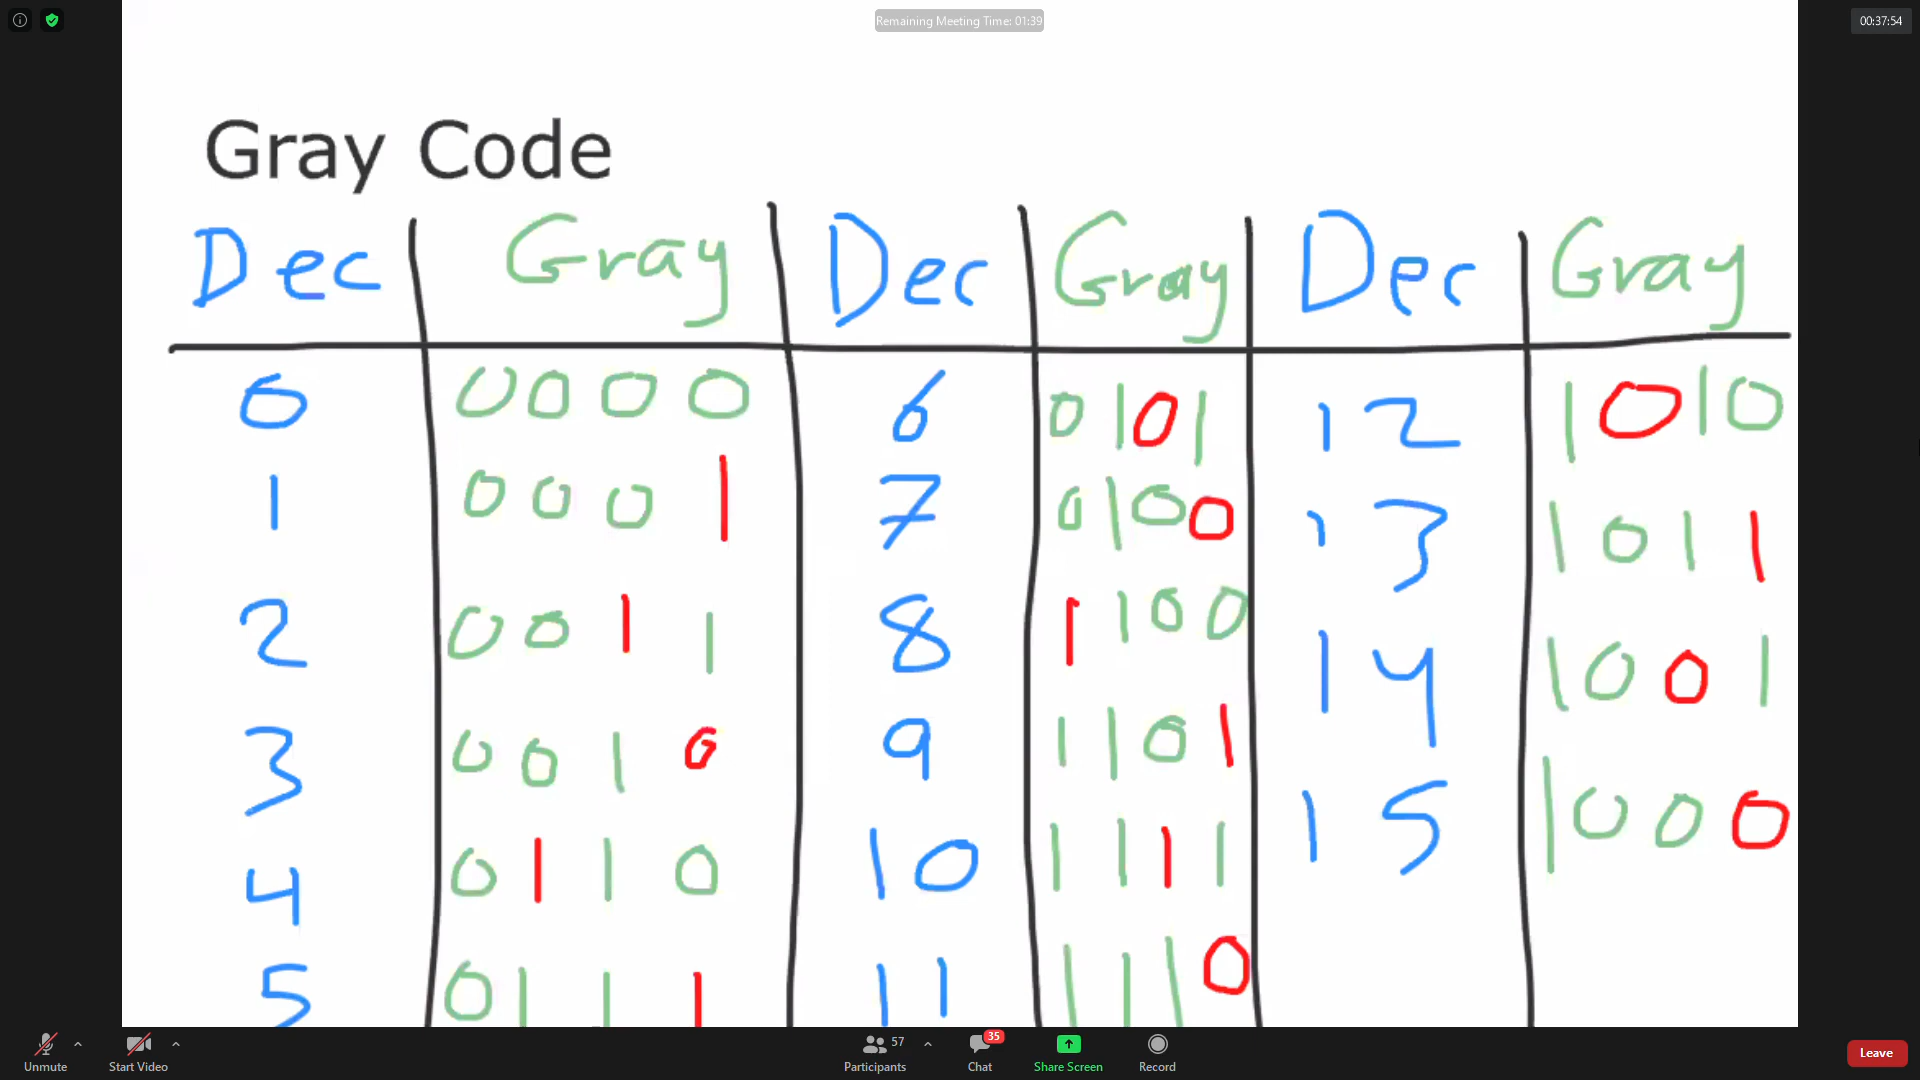 Remaining Meeting Time: 01:39
00:37:54
Gray Code
Dec Gray Dec Gray Dec Gray
0 0000 6 0101 12 1010
1 0001 7 0100 13 1011
2 0011 8 1100 14 1001
3 0010 9 1101 15 1000
4 0110 10 1111
5 0111 11 1110
57
35
Unmute Start Video Participants Chat Share Screen Record Leave